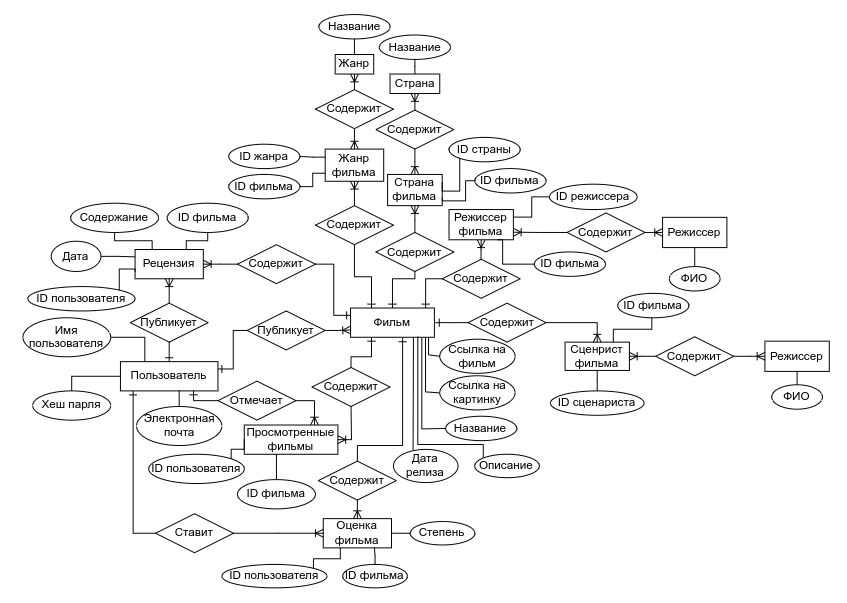 Название
Название
Жанр
Страна
Содержит
Содержит
ID жанра
Жанр
фильма
ID страны
ID фильма
Страна
фильма
ID фильма
ID режиссера
Содержание
ID фильма
Содержит
Режиссер
фильма
Содержит
Режиссер
Дата
Рецензия
Содержит
Содержит
ID фильма
Содержит
ФИО
ID пользователя
Публикует
Имя
пользователя
Публикует
Фильм
Содержит
ID фильма
Ссылка на
фильм
Сценрист
фильма
Содержит
Режиссер
Пользователь
Содержит
Ссылка на
картинку
ФИО
Хеш парля
Отмечает
ID сценариста
Электронная
почта
Название
Просмотренные
фильмы
ID пользователя
Дата
релиза
Описание
Содержит
ID фильма
Ставит
Оценка
фильма
Степень
ID пользователя
ID фильма